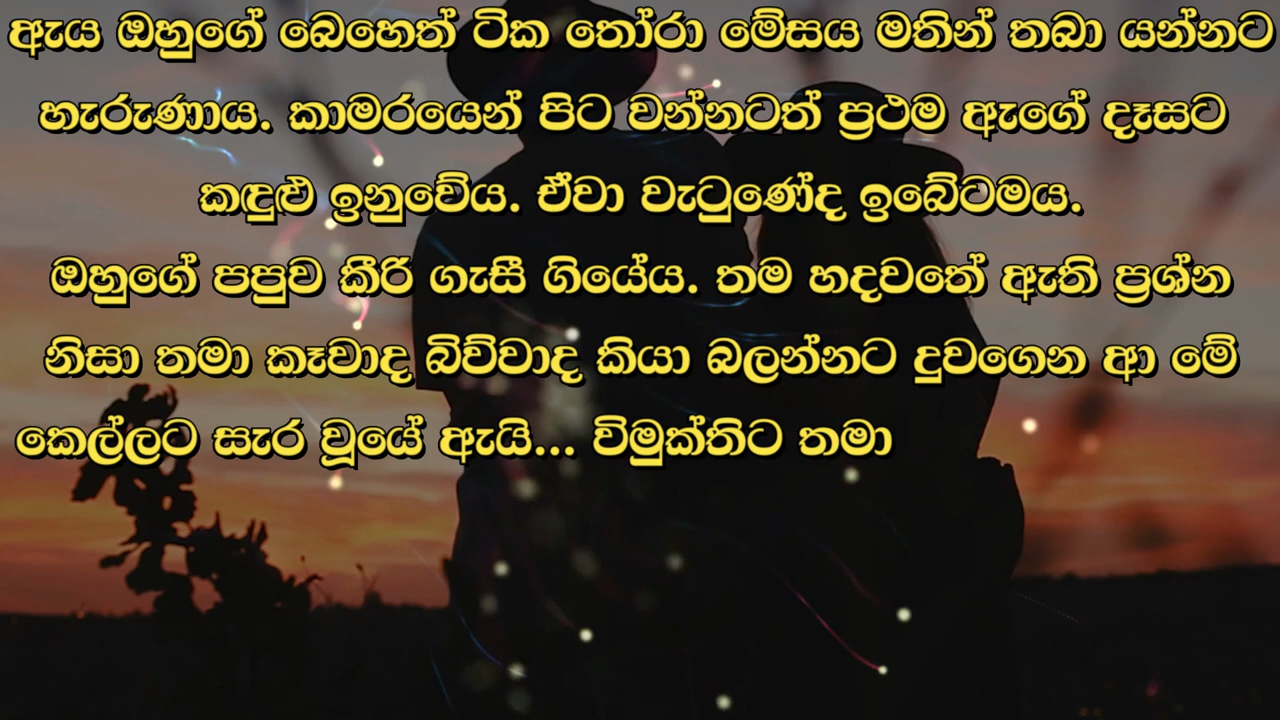 ඇය ඔහුගේ බෙහෙත් ටික තෝරා මේසය මතින් තබා යන්නට
හැරුණාය. කාමරයෙන් පිට වන්නටත් ප්‍රථම ඇගේ දෑසට
කඳුළු ඉනුවේය. ඒවා වැටුණේද ඉබේටමය.
ඔහුගේ පපුව කීරි ගැසී ගියේය. තම හදවතේ ඇති ප්‍රශ්න
නිසා තමා කෑවාද බිව්වාද කියා බලන්නට දුවගෙන ආ මේ
කෙල්ලට සැර වූයේ ඇයි... විමුක්තිට තමා